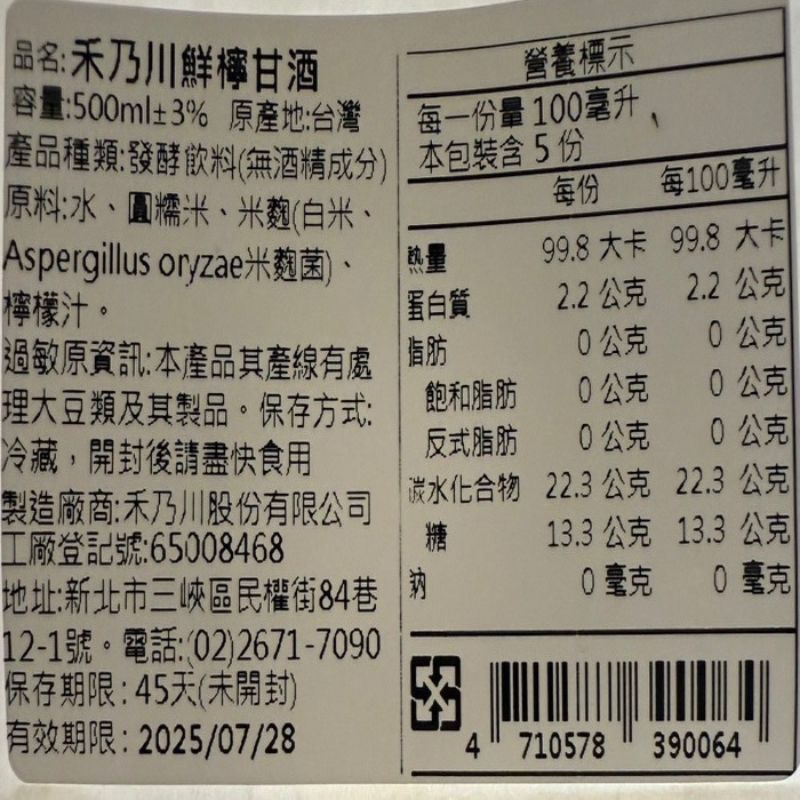 品名:禾乃川鮮檸甘酒
容量:500ml±3% 原產地:台灣
產品種類:發酵飲料(無酒精成分)
原料:水、圓糯米、米麴(白米、
Aspergillus oryzae米麴菌)、
檸檬汁。
過敏原資訊:本產品其產線有處
理大豆類及其製品。保存方式:
冷藏，開封後請盡快食用
製造廠商:禾乃川股份有限公司
工廠登記號:65008468
地址:新北市三峽區民權街84巷
12-1號。電話:(02)2671-7090
保存期限: 45天(未開封)
有效期限: 2025/07/28
營養標示
每一份量 100毫升
本包裝含 5 份
每份 每100毫升
熱量 99.8 大卡 99.8 大卡
蛋白質 2.2 公克 2.2 公克
脂肪 0 公克 0 公克
飽和脂肪 0 公克 0 公克
反式脂肪 0 公克 0 公克
碳水化合物 22.3 公克 22.3 公克
糖 13.3 公克 13.3 公克
鈉 0 毫克 0 毫克
4 710578 390064